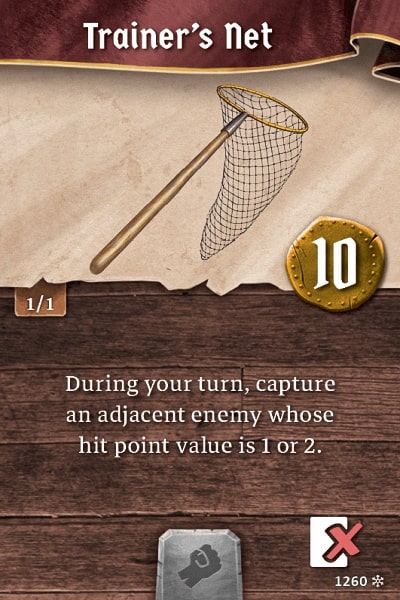 Trainer's Net
10
1/1
During your turn, capture
an adjacent enemy whose
hit point value is 1 or 2.
1260 ✻